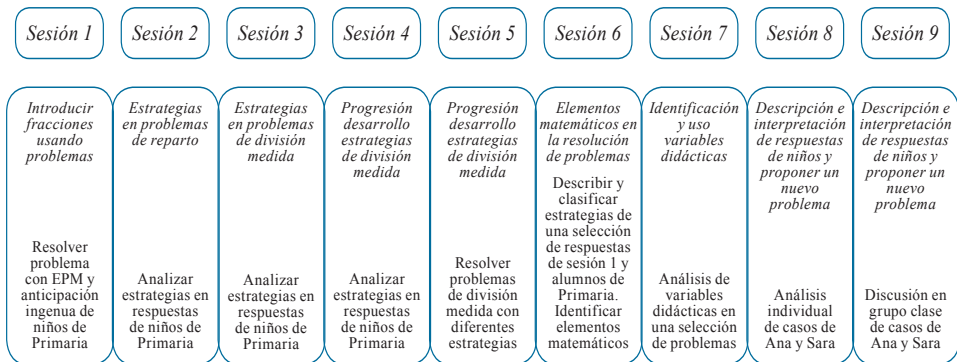 Sesión 1
Sesión 2
Sesión 3
Sesión 4
Sesión 5
Sesión 6
Sesión 7
Sesión 8
Sesión 9
Introducir
fracciones
usando
problemas
Resolver
problema
con EPM y
anticipación
ingenua de
niños de
Primaria
Estrategias
en problemas
de reparto
Analizar
estrategias en
respuestas
de niños de
Primaria
Estrategias
en problemas
de división
medida
Analizar
estrategias en
respuestas
de niños de
Primaria
Progresión
desarrollo
estrategias
de división
medida
Analizar
estrategias en
respuestas
de niños de
Primaria
Progresión
desarrollo
estrategias
de división
medida
Resolver
problemas
de división
medida con
diferentes
estrategias
Elementos
matemáticos en
la resolución
de problemas
Describir y
clasificar
estrategias de
una selección
de respuestas
de sesión 1 y
alumnos de
Primaria.
Identificar
elementos
matemáticos
Identificación
y uso
variables
didácticas
Análisis de
variables
didácticas en
una selección
de problemas
Descripción e
interpretación
de respuestas
de niños y
proponer un
nuevo
problema
Análisis
individual
de casos de
Ana y Sara
Descripción e
interpretación
de respuestas
de niños y
proponer un
nuevo
problema
Discusión en
grupo clase
de casos de
Ana y Sara